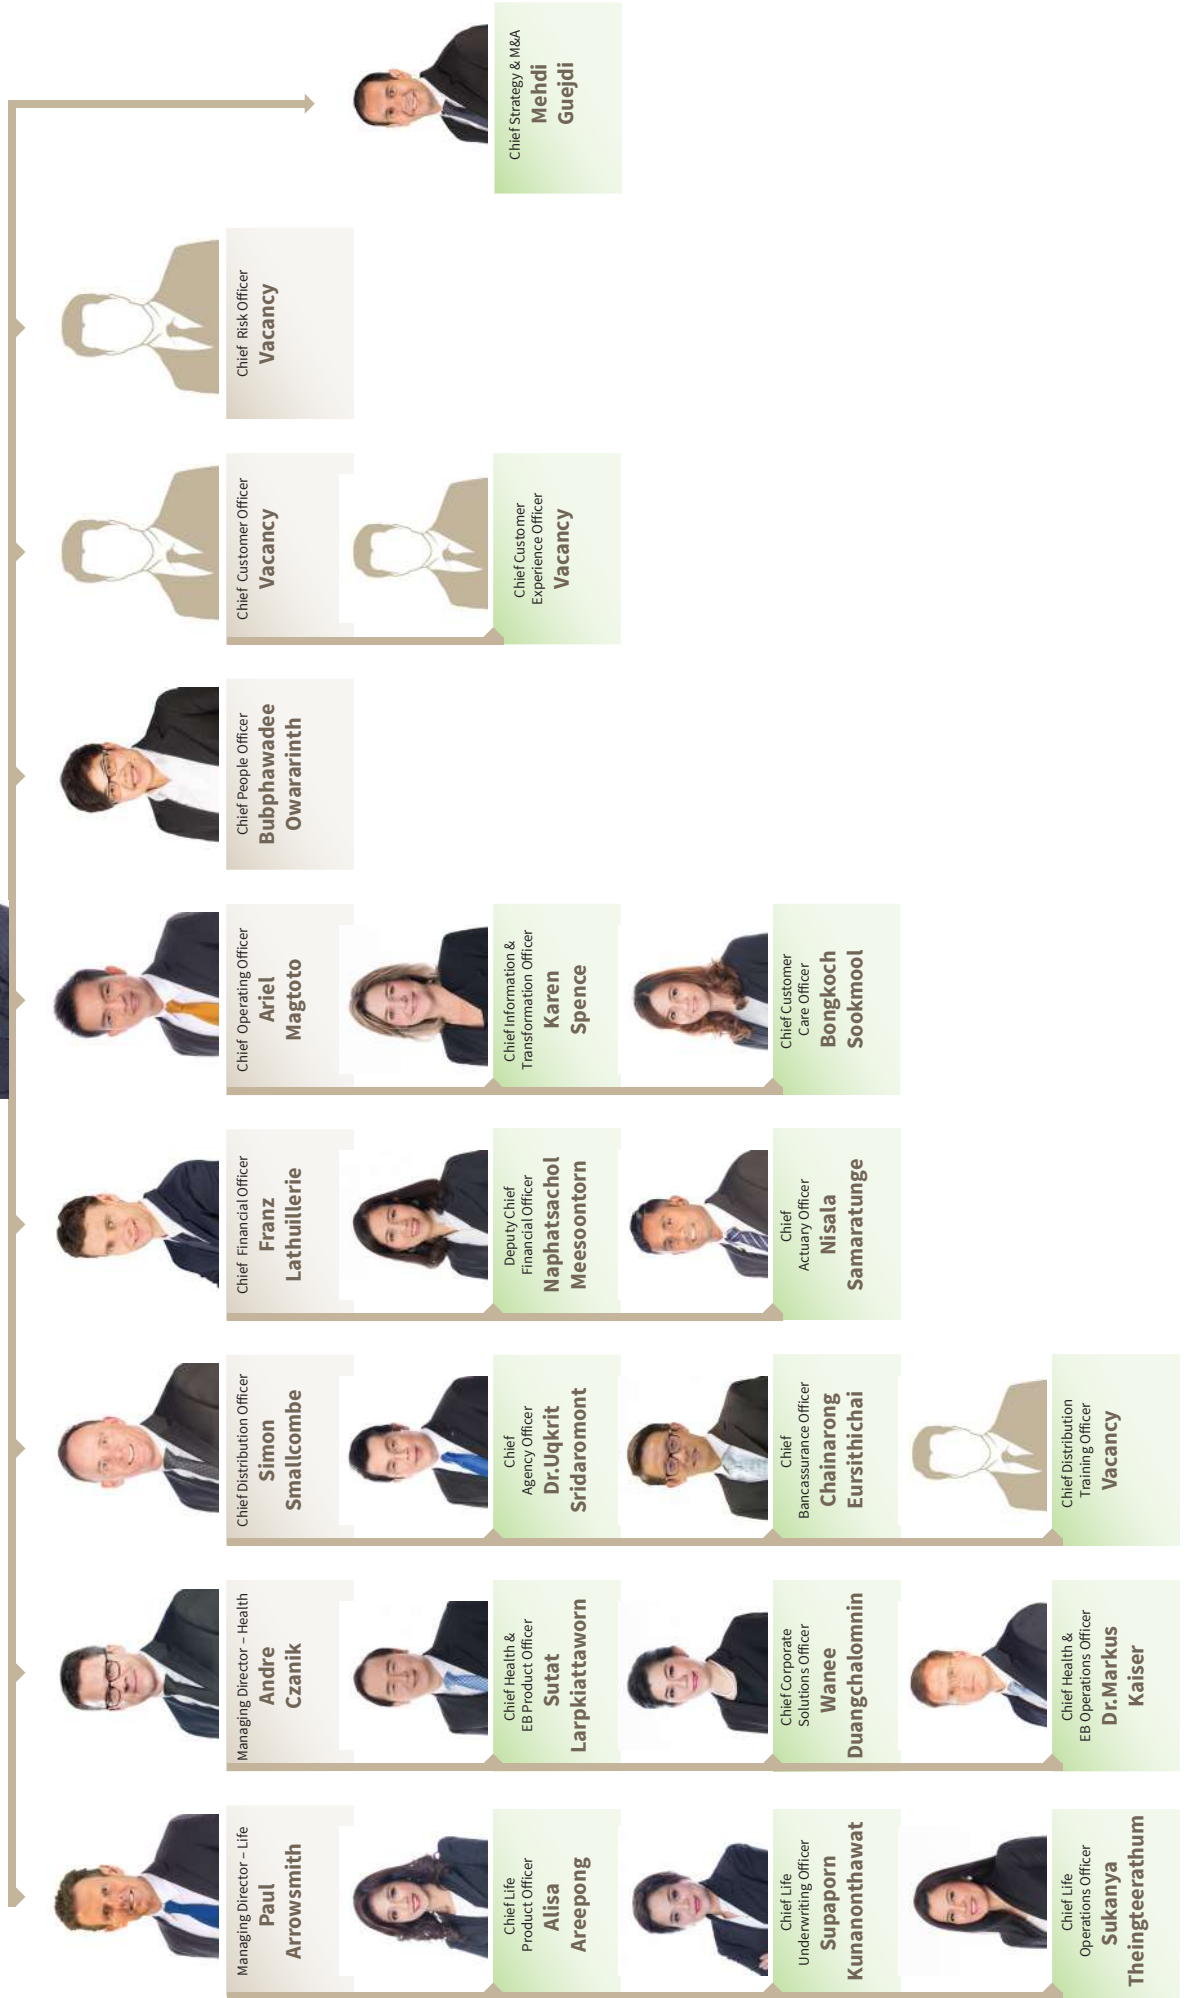 Managing Director – Life
Paul
Arrowsmith
Managing Director – Health
Andre
Czanik
Chief Distribution Officer
Simon
Smallcombe
Chief Financial Officer
Franz
Lathuillerie
Chief Operating Officer
Ariel
Magtoto
Chief People Officer
Bubphawadee
Owararinth
Chief Customer Officer
Vacancy
Chief Risk Officer
Vacancy
Chief Life
Product Officer
Alisa
Areepong
Chief Health &
EB Product Officer
Sutat
Larpkiattaworn
Chief
Agency Officer
Dr.Uqkrit
Sridaromont
Deputy Chief
Financial Officer
Naphatsachol
Meesoontorn
Chief Information &
Transformation Officer
Karen
Spence
Chief Customer
Experience Officer
Vacancy
Chief Strategy & M&A
Mehdi
Guejdi
Chief Life
Underwriting Officer
Supaporn
Kunanonthawat
Chief Corporate
Solutions Officer
Wanee
Duangchalomnin
Chief
Bancassurance Officer
Chainarong
Eursithichai
Chief
Actuary Officer
Nisala
Samaratunge
Chief Customer
Care Officer
Bongkoch
Sookmool
Chief Life
Operations Officer
Sukanya
Theingteerathum
Chief Health &
EB Operations Officer
Dr.Markus
Kaiser
Chief Distribution
Training Officer
Vacancy